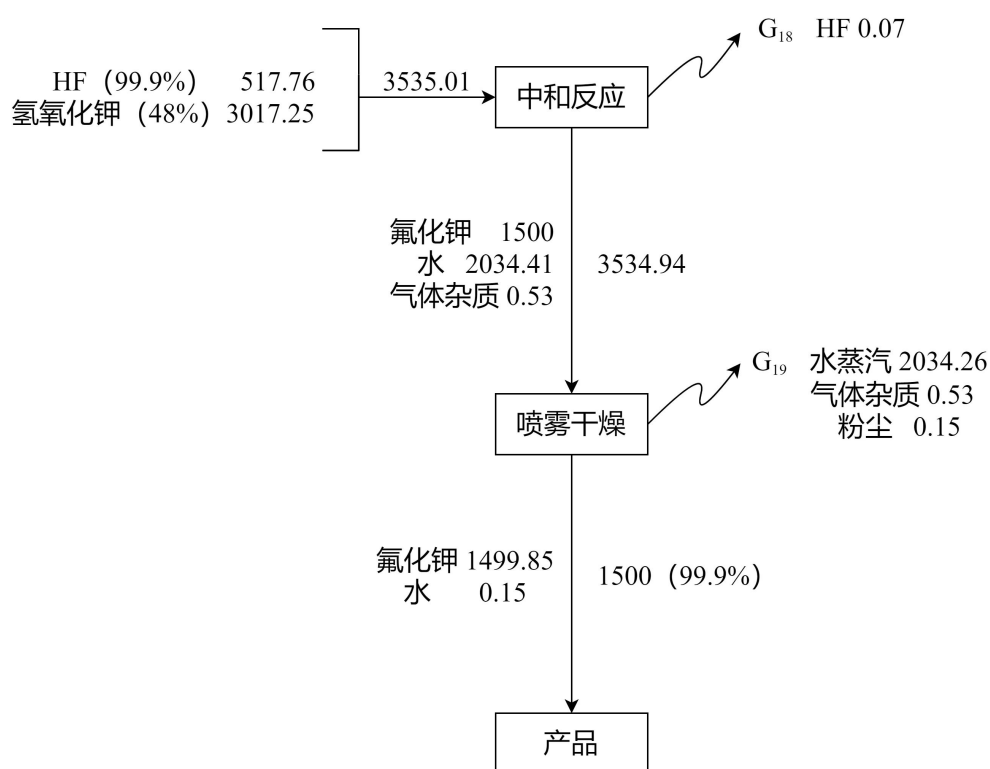 G18 HF 0.07
HF（99.9%） 517.76
氢氧化钾（48%）3017.25
3535.01
中和反应
氟化钾 1500
水 2034.41
气体杂质 0.53
3534.94
G19 水蒸汽 2034.26
气体杂质 0.53
粉尘 0.15
喷雾干燥
氟化钾 1499.85
水 0.15
1500（99.9%）
产品